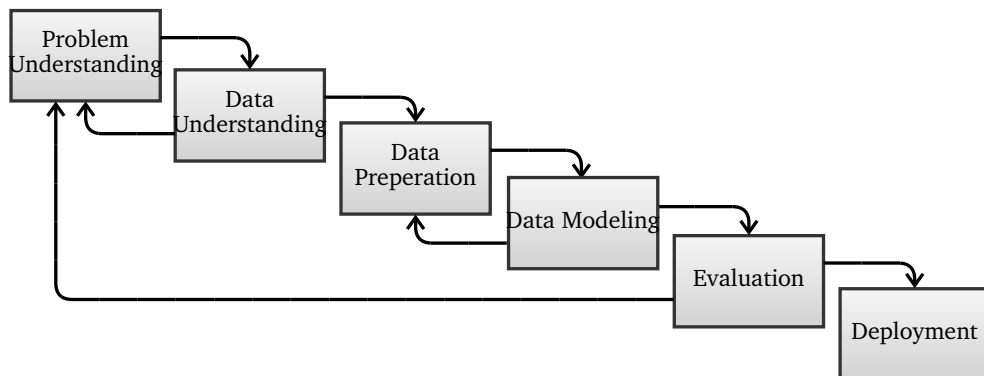 Problem
Understanding
Data
Understanding
Data
Preperation
Data Modeling
Evaluation
Deployment